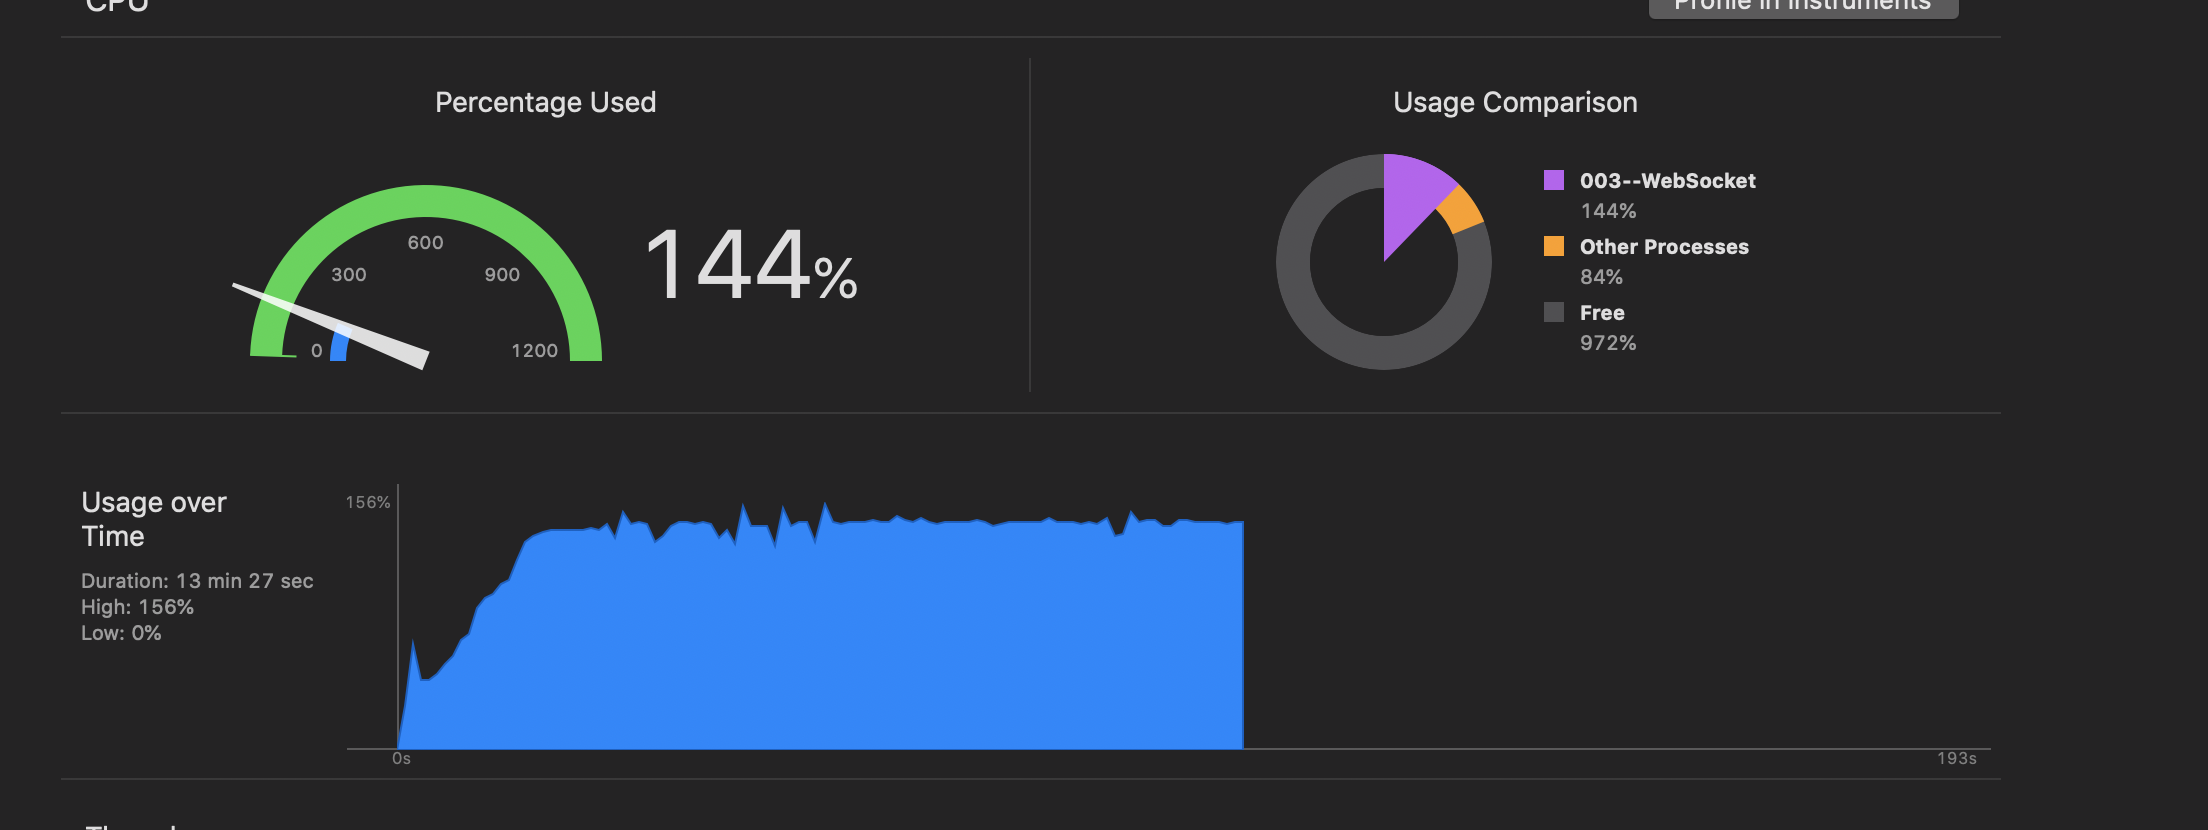 CPU
Profile in Instruments
Percentage Used
Usage Comparison
0
300
600
900
1200
144%
003--WebSocket
144%
Other Processes
84%
Free
972%
Usage over
Time
Duration: 13 min 27 sec
High: 156%
Low: 0%
156%
0s
193s